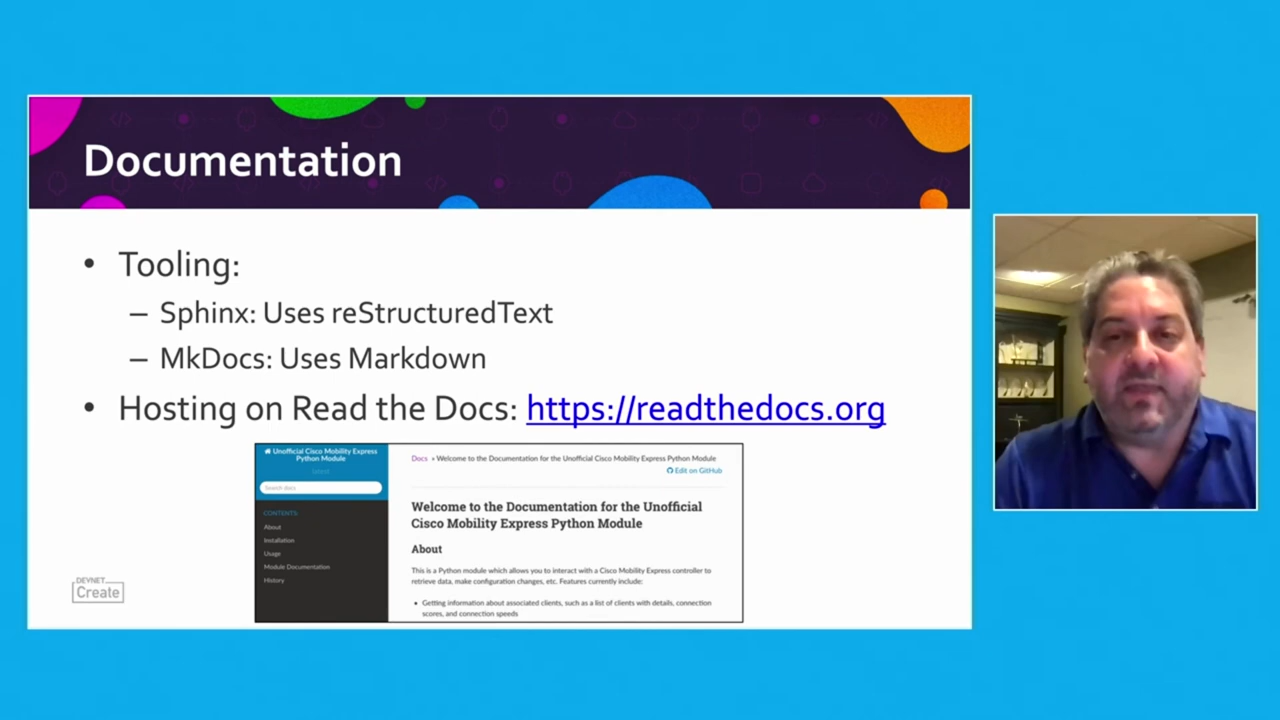 Documentation
• Tooling:
– Sphinx: Uses reStructuredText
– MkDocs: Uses Markdown
• Hosting on Read the Docs: https://readthedocs.org
Unofficial Cisco Mobility Express
Python Module
latest
Search docs
CONTENTS:
About
Installation
Usage
Module Documentation
History
Docs » Welcome to the Documentation for the Unofficial Cisco Mobility Express Python Module
Edit on GitHub
Welcome to the Documentation for the Unofficial
Cisco Mobility Express Python Module
About
This is a Python module which allows you to interact with a Cisco Mobility Express controller to
retrieve data, make configuration changes, etc. Features currently include:
• Getting information about associated clients, such as a list of clients with details, connection
scores, and connection speeds
DEVNET
Create